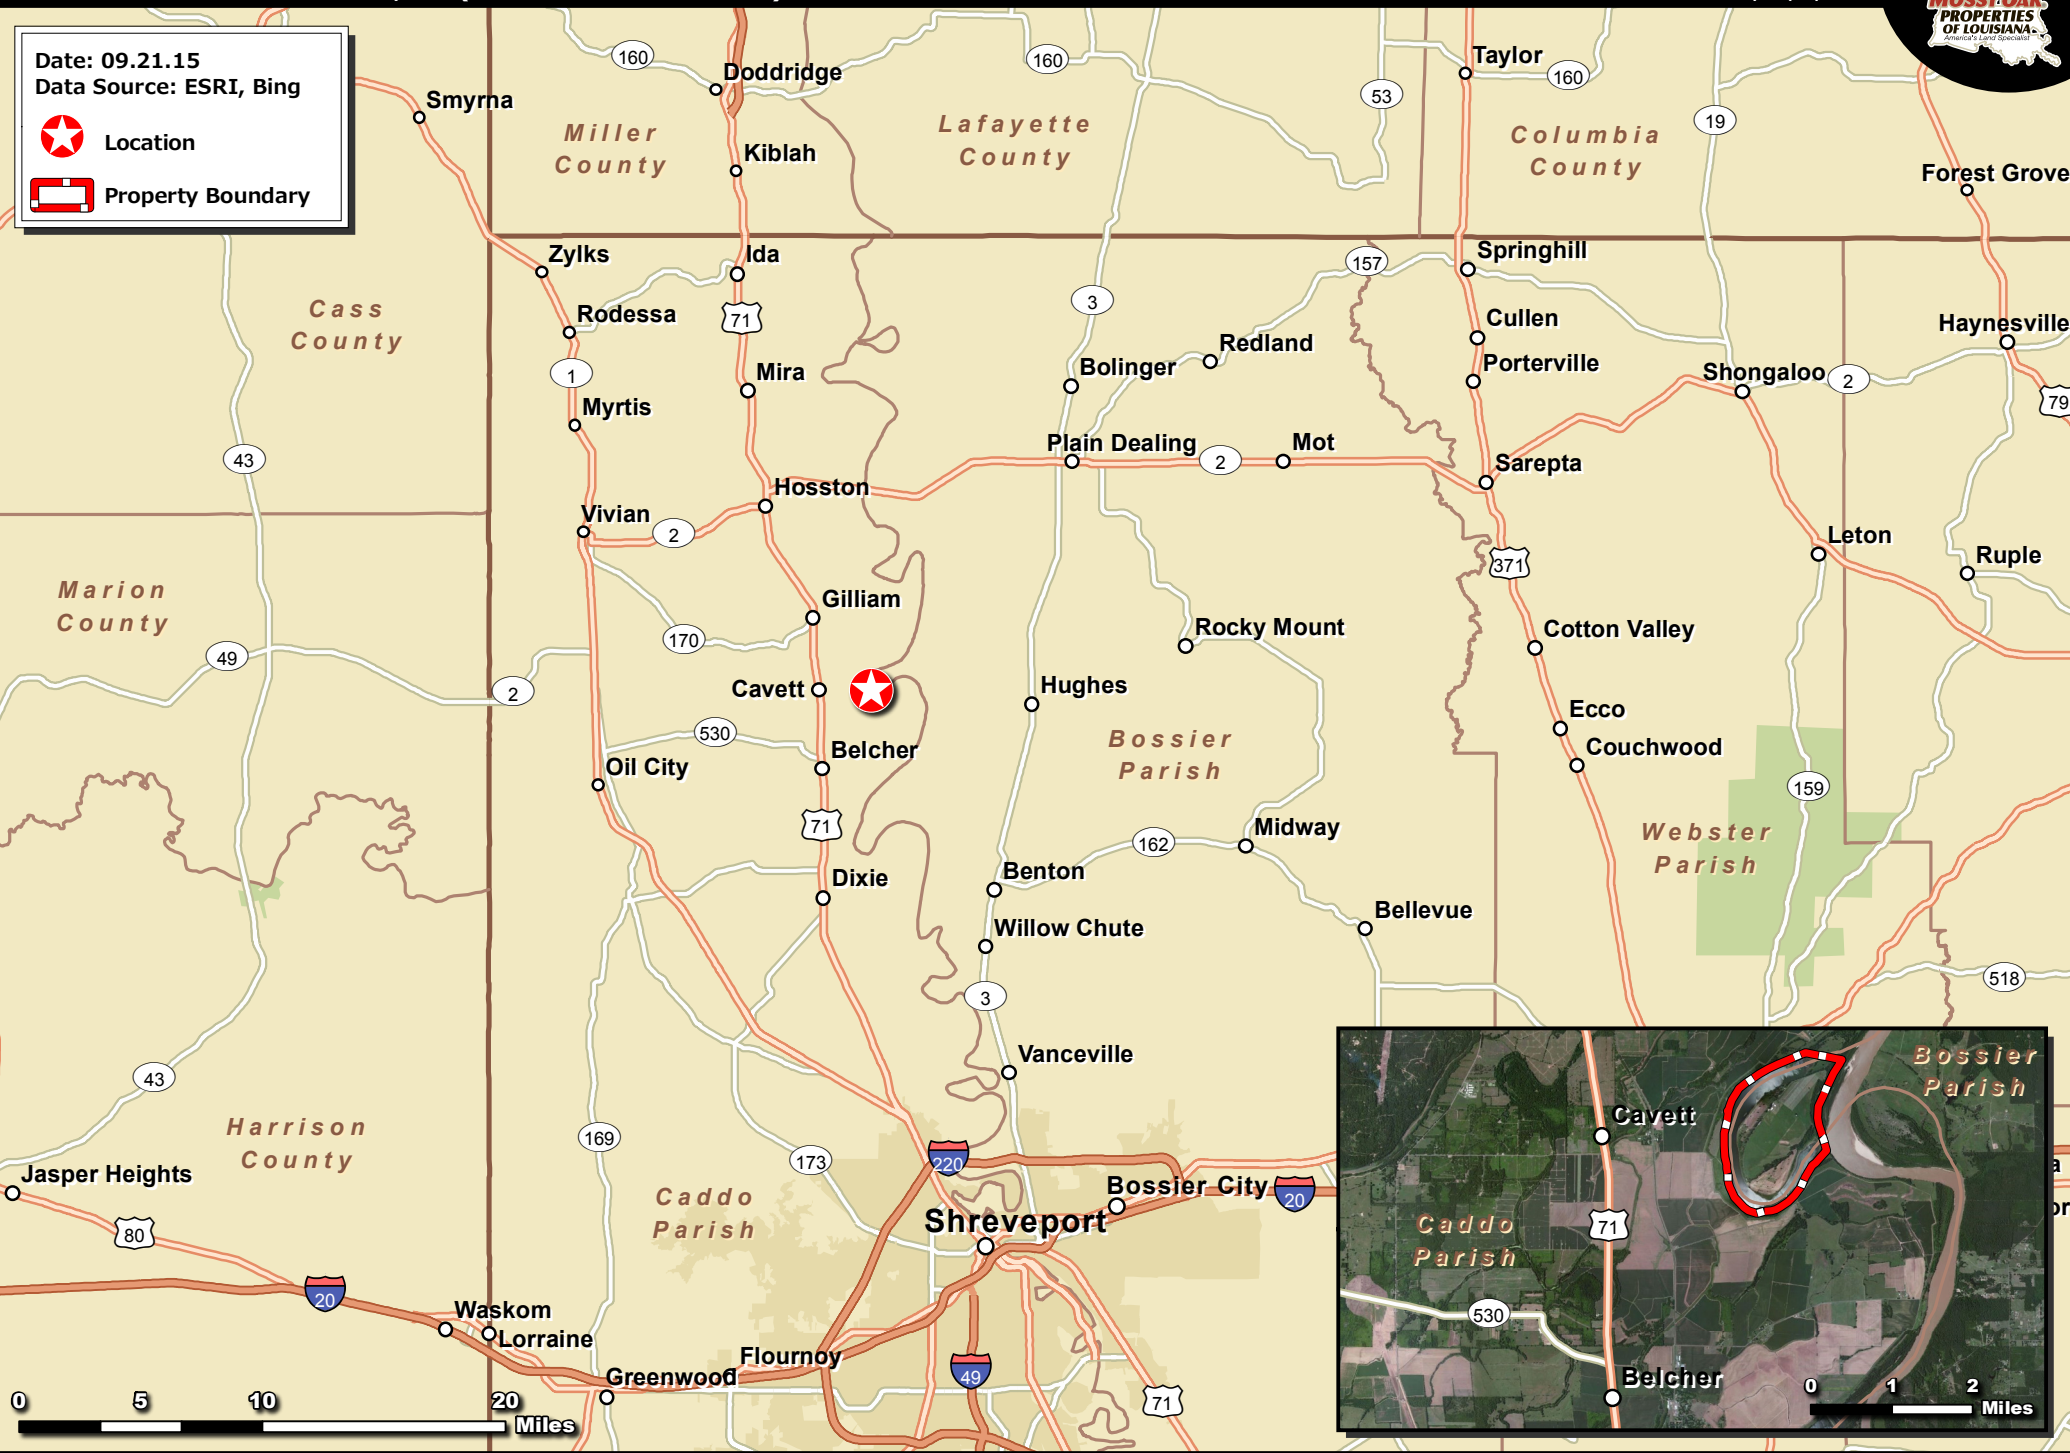 MOSSY OAK
PROPERTIES
OF LOUISIANA
America's Land Specialist
Date: 09.21.15
Data Source: ESRI, Bing
Location
Property Boundary
160
Doddridge
160
Taylor
160
53
19
Smyrna
Miller
County
Lafayette
County
Columbia
County
Kiblah
Forest Grove
Zylks
Ida
157
Springhill
Cass
County
Rodessa
71
3
Cullen
Haynesville
Redland
Porterville
1
Mira
Bolinger
Shongaloo
2
79
Myrtis
43
Plain Dealing
2
Mot
Sarepta
Hosston
Vivian
2
Leton
371
Ruple
Marion
County
Gilliam
170
Rocky Mount
Cotton Valley
49
2
Cavett
Hughes
Ecco
530
Belcher
Bossier
Parish
Couchwood
Oil City
159
71
Midway
162
Webster
Parish
Dixie
Benton
Bellevue
Willow Chute
518
3
Vanceville
43
Harrison
County
169
173
220
Jasper Heights
Caddo
Parish
Bossier City
20
Shreveport
80
20
Waskom
Lorraine
Flournoy
Greenwood
49
71
0 5 10 20
Miles
Bossier
Parish
Cavett
Caddo
Parish
71
530
Belcher
0 1 2
Miles